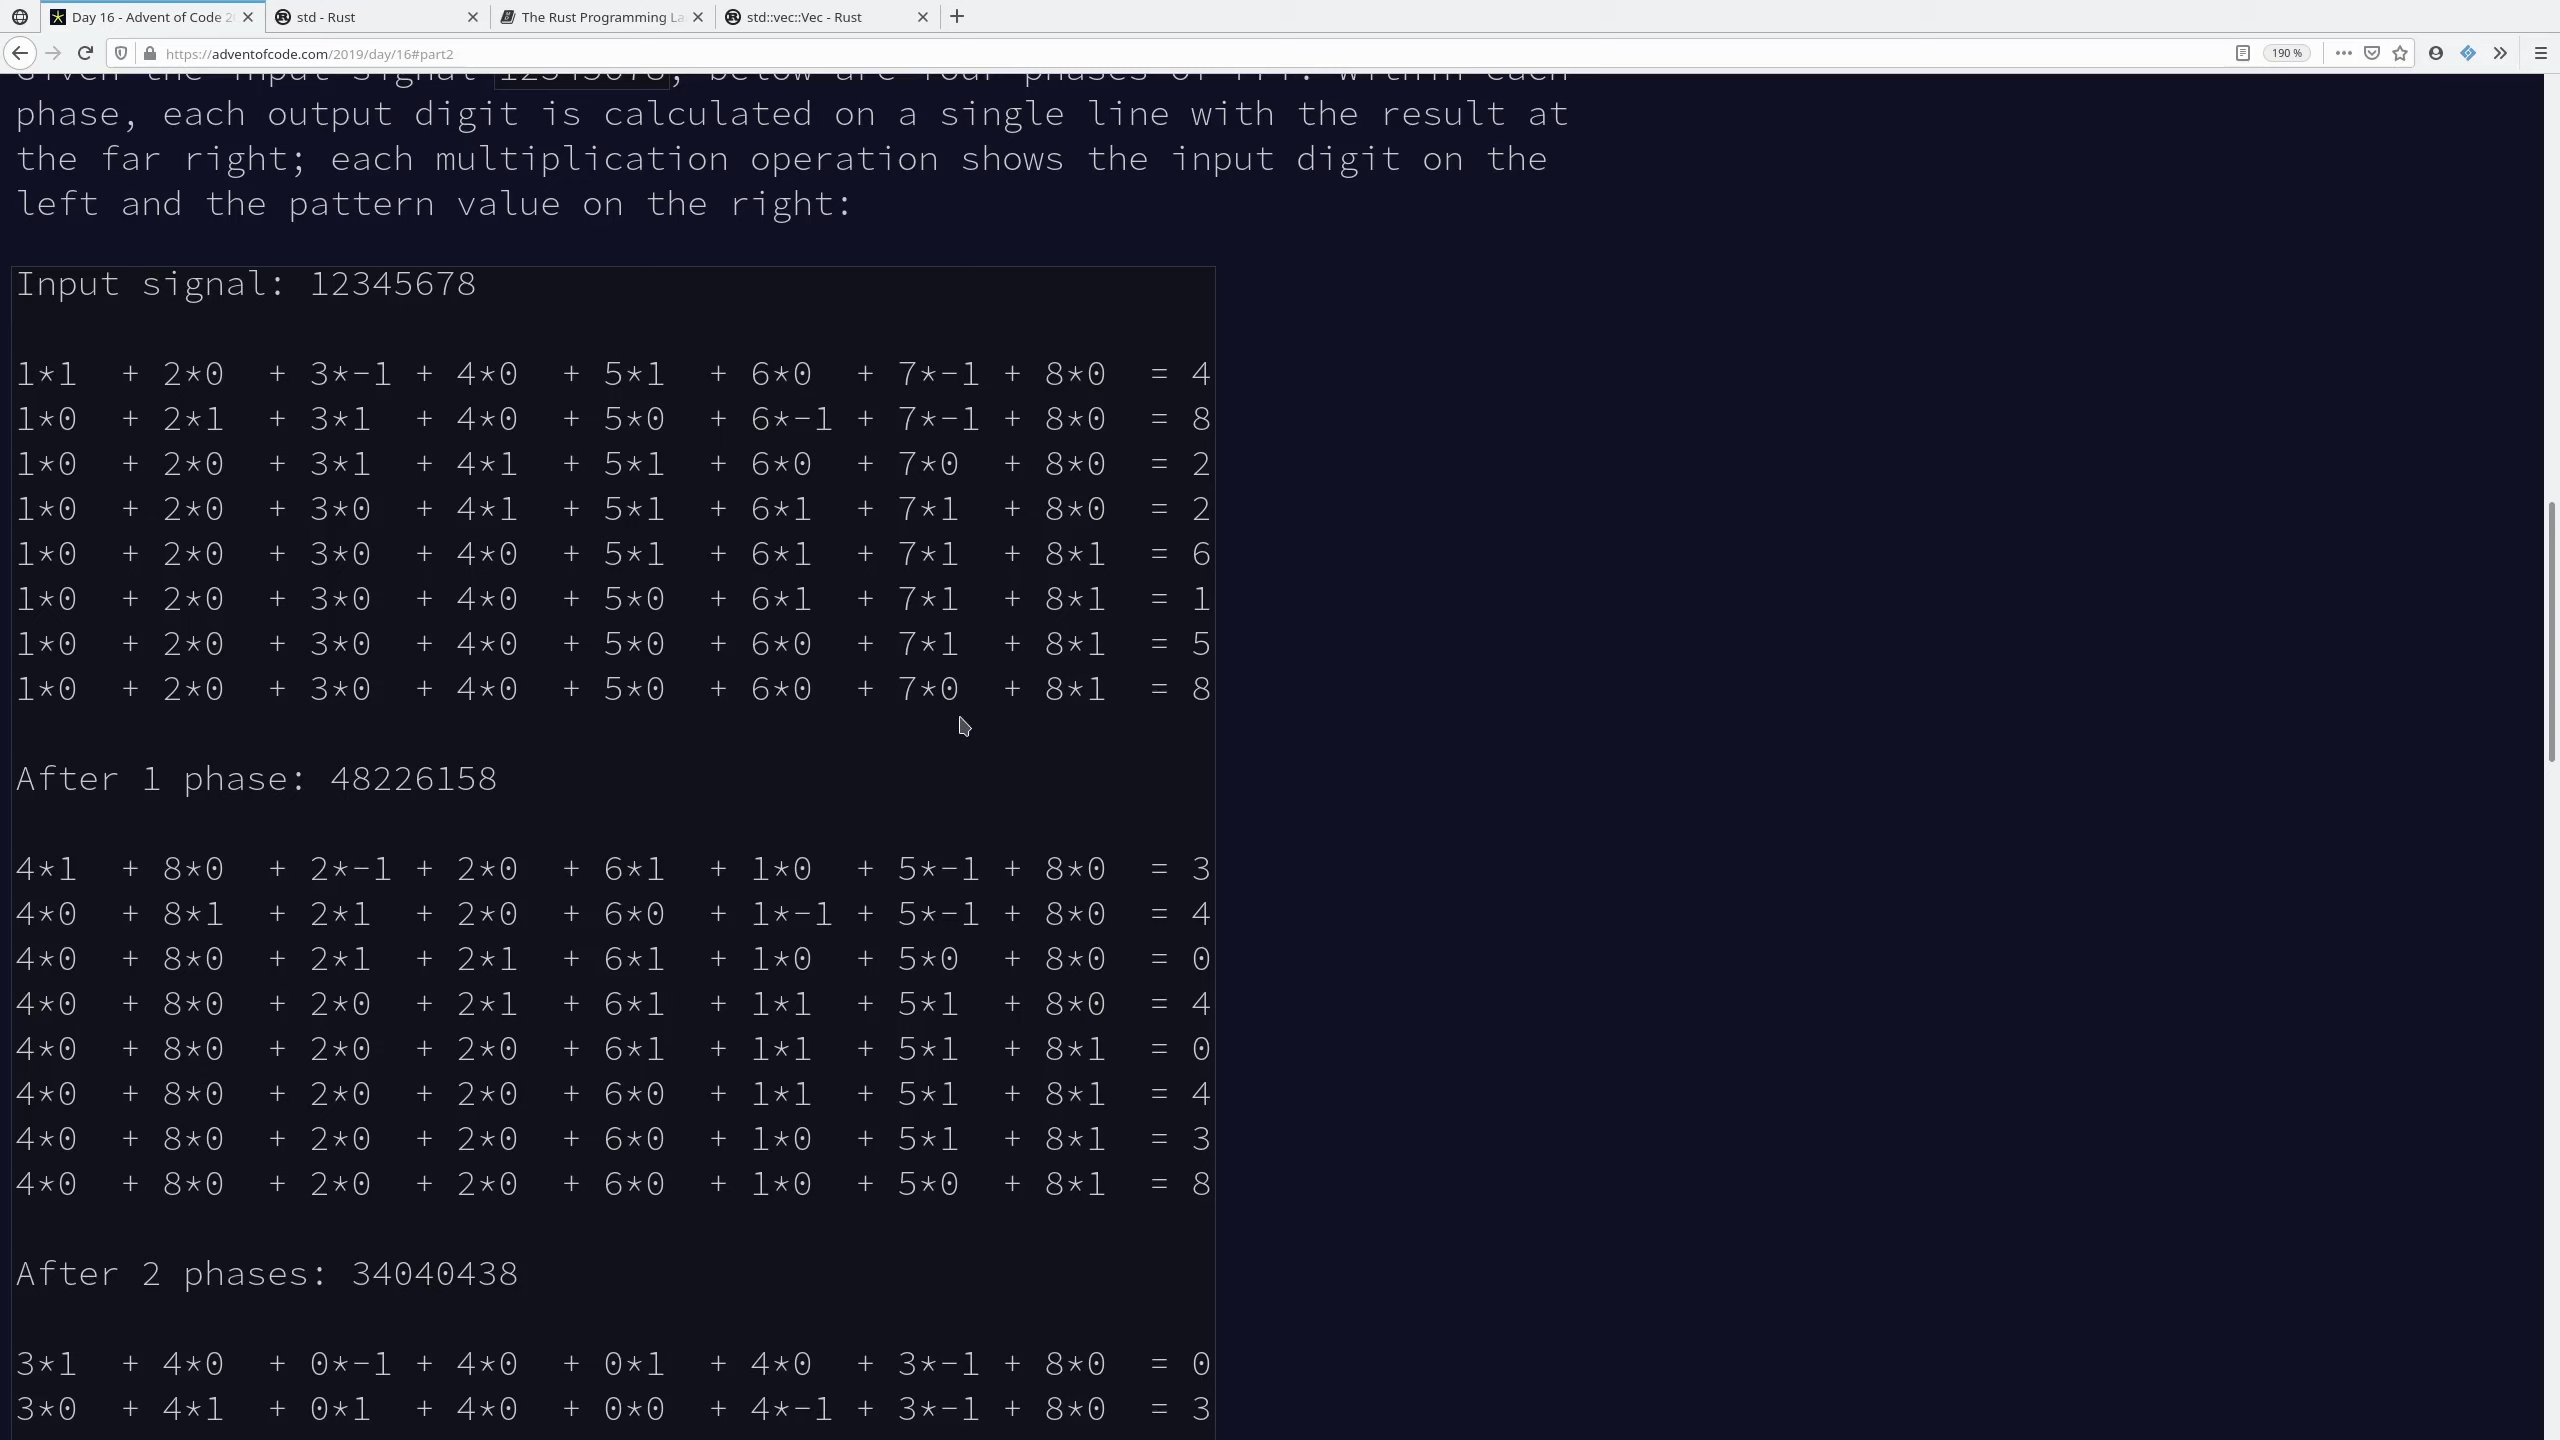 Day 16 - Advent of Code 2
std - Rust
The Rust Programming La
std::vec::Vec - Rust
https://adventofcode.com/2019/day/16#part2
190 %
Given the input signal 12345678, below are four phases of FFT. Within each
phase, each output digit is calculated on a single line with the result at
the far right; each multiplication operation shows the input digit on the
left and the pattern value on the right:
Input signal: 12345678
1*1  + 2*0  + 3*-1 + 4*0  + 5*1  + 6*0  + 7*-1 + 8*0  = 4
1*0  + 2*1  + 3*1  + 4*0  + 5*0  + 6*-1 + 7*-1 + 8*0  = 8
1*0  + 2*0  + 3*1  + 4*1  + 5*1  + 6*0  + 7*0  + 8*0  = 2
1*0  + 2*0  + 3*0  + 4*1  + 5*1  + 6*1  + 7*1  + 8*0  = 2
1*0  + 2*0  + 3*0  + 4*0  + 5*1  + 6*1  + 7*1  + 8*1  = 6
1*0  + 2*0  + 3*0  + 4*0  + 5*0  + 6*1  + 7*1  + 8*1  = 1
1*0  + 2*0  + 3*0  + 4*0  + 5*0  + 6*0  + 7*1  + 8*1  = 5
1*0  + 2*0  + 3*0  + 4*0  + 5*0  + 6*0  + 7*0  + 8*1  = 8
After 1 phase: 48226158
4*1  + 8*0  + 2*-1 + 2*0  + 6*1  + 1*0  + 5*-1 + 8*0  = 3
4*0  + 8*1  + 2*1  + 2*0  + 6*0  + 1*-1 + 5*-1 + 8*0  = 4
4*0  + 8*0  + 2*1  + 2*1  + 6*1  + 1*0  + 5*0  + 8*0  = 0
4*0  + 8*0  + 2*0  + 2*1  + 6*1  + 1*1  + 5*1  + 8*0  = 4
4*0  + 8*0  + 2*0  + 2*0  + 6*1  + 1*1  + 5*1  + 8*1  = 0
4*0  + 8*0  + 2*0  + 2*0  + 6*0  + 1*1  + 5*1  + 8*1  = 4
4*0  + 8*0  + 2*0  + 2*0  + 6*0  + 1*0  + 5*1  + 8*1  = 3
4*0  + 8*0  + 2*0  + 2*0  + 6*0  + 1*0  + 5*0  + 8*1  = 8
After 2 phases: 34040438
3*1  + 4*0  + 0*-1 + 4*0  + 0*1  + 4*0  + 3*-1 + 8*0  = 0
3*0  + 4*1  + 0*1  + 4*0  + 0*0  + 4*-1 + 3*-1 + 8*0  = 3